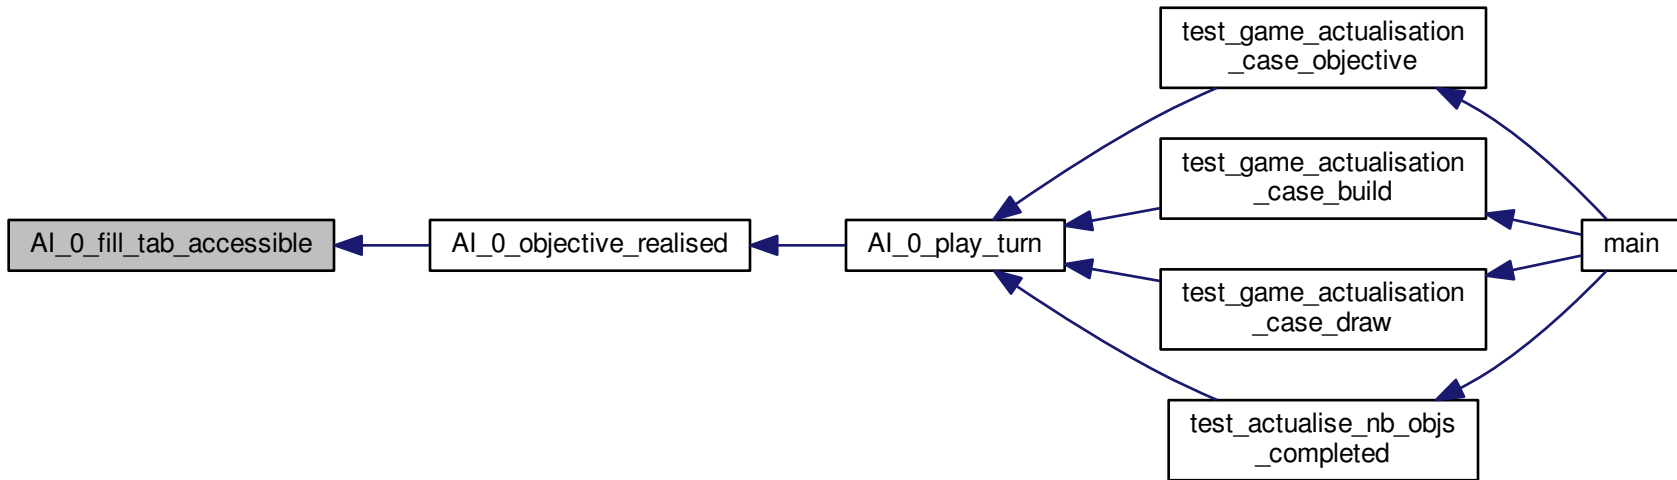 test_game_actualisation
_case_objective
test_game_actualisation
_case_build
AI_0_fill_tab_accessible
AI_0_objective_realised
AI_0_play_turn
main
test_game_actualisation
_case_draw
test_actualise_nb_objs
_completed